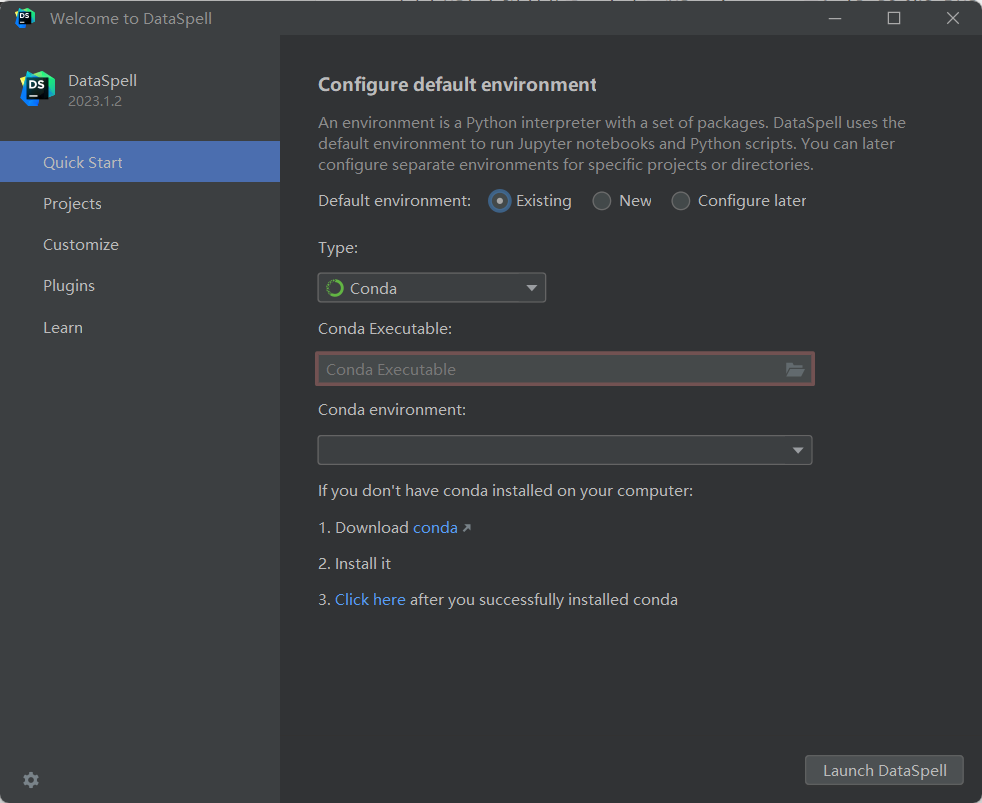 Welcome to DataSpell
DS
DataSpell
2023.1.2
Quick Start
Projects
Customize
Plugins
Learn
Configure default environment
An environment is a Python interpreter with a set of packages. DataSpell uses the
default environment to run Jupyter notebooks and Python scripts. You can later
configure separate environments for specific projects or directories.
Default environment: Existing New Configure later
Type:
Conda
Conda Executable:
Conda Executable
Conda environment:
If you don't have conda installed on your computer:
1. Download conda
2. Install it
3. Click here after you successfully installed conda
Launch DataSpell